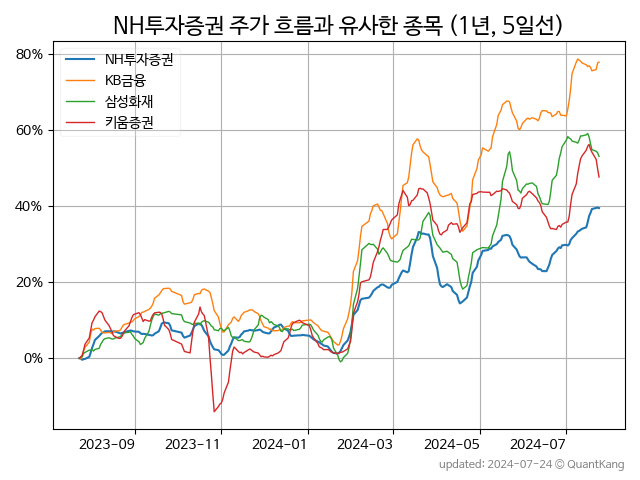 NH투자증권 주가 흐름과 유사한 종목 (1년, 5일선)
NH투자증권
KB금융
삼성화재
키움증권
80%
60%
40%
20%
0%
2023-09
2023-11
2024-01
2024-03
2024-05
2024-07
updated: 2024-07-24 © QuantKang